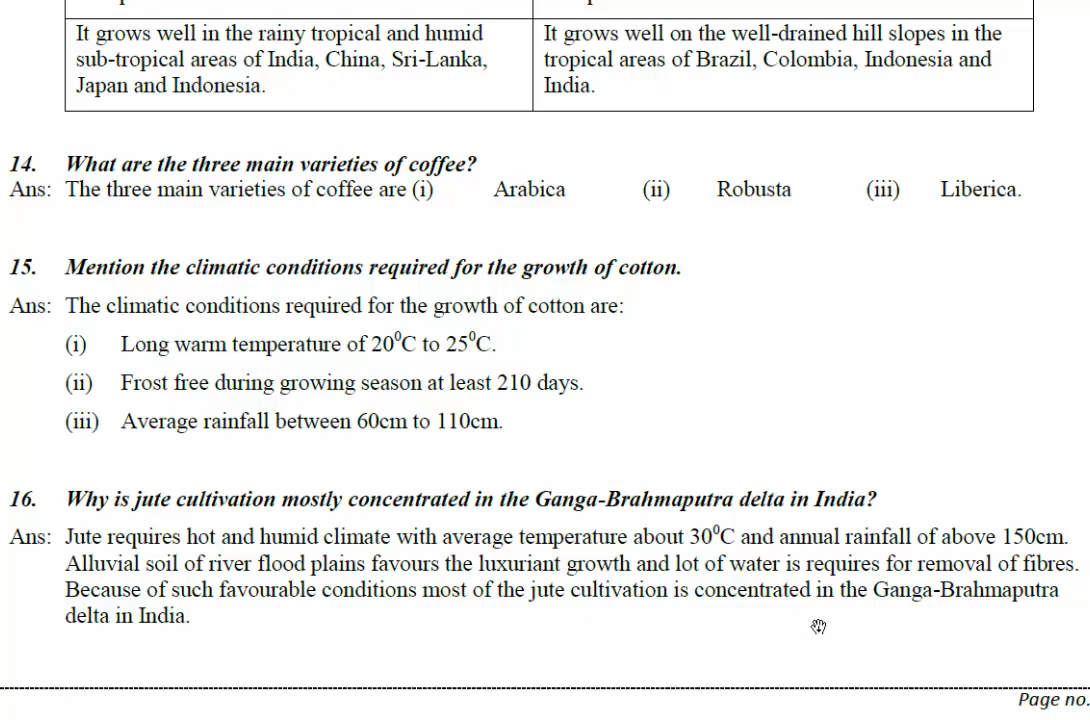 It grows well in the rainy tropical and humid
sub-tropical areas of India, China, Sri-Lanka,
Japan and Indonesia.
It grows well on the well-drained hill slopes in the
tropical areas of Brazil, Colombia, Indonesia and
India.
14. What are the three main varieties of coffee?
Ans: The three main varieties of coffee are (i) Arabica (ii) Robusta (iii) Liberica.
15. Mention the climatic conditions required for the growth of cotton.
Ans: The climatic conditions required for the growth of cotton are:
(i) Long warm temperature of 20⁰C to 25⁰C.
(ii) Frost free during growing season at least 210 days.
(iii) Average rainfall between 60cm to 110cm.
16. Why is jute cultivation mostly concentrated in the Ganga-Brahmaputra delta in India?
Ans: Jute requires hot and humid climate with average temperature about 30⁰C and annual rainfall of above 150cm.
Alluvial soil of river flood plains favours the luxuriant growth and lot of water is requires for removal of fibres.
Because of such favourable conditions most of the jute cultivation is concentrated in the Ganga-Brahmaputra
delta in India.
Page no.